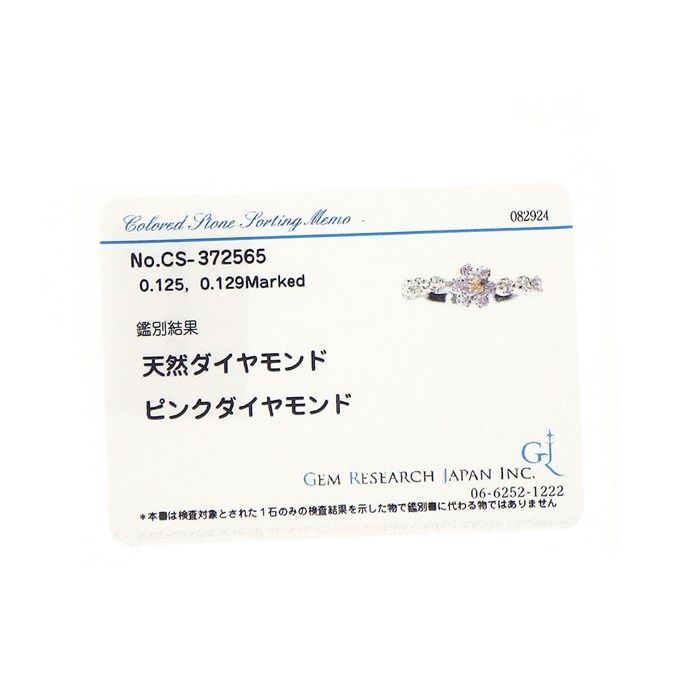 Colored Stone Sorting Memo
082924
No.CS-372565
0.125, 0.129Marked
鑑別結果
天然ダイヤモンド
ピンクダイヤモンド
GJ
GEM RESEARCH JAPAN INC.
06-6252-1222
*本書は検査対象とされた1石のみの検査結果を示した物で鑑別書に代わる物ではありません